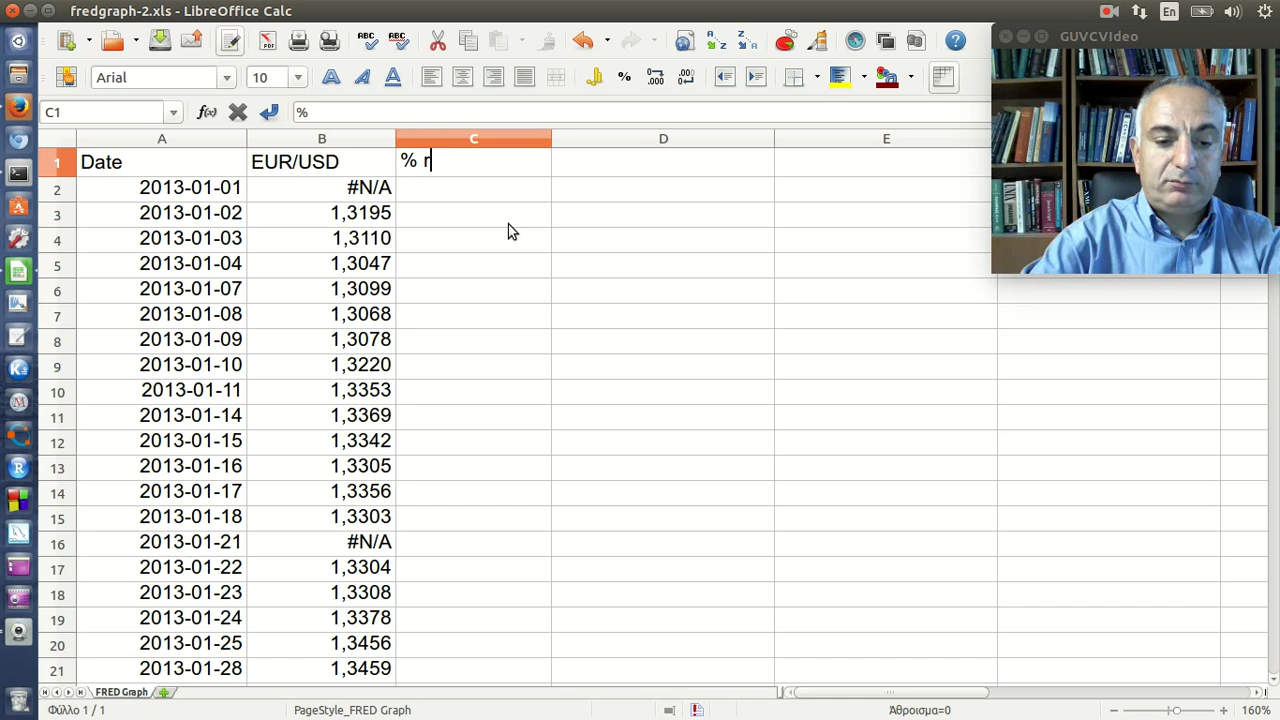 fredgraph-2.xls - LibreOffice Calc
En
GUVCVIdeo
Arial
10
C1
%
A
B
C
D
E
1 Date EUR/USD % r
2 2013-01-01 #N/A
3 2013-01-02 1,3195
4 2013-01-03 1,3110
5 2013-01-04 1,3047
6 2013-01-07 1,3099
7 2013-01-08 1,3068
8 2013-01-09 1,3078
9 2013-01-10 1,3220
10 2013-01-11 1,3353
11 2013-01-14 1,3369
12 2013-01-15 1,3342
13 2013-01-16 1,3305
14 2013-01-17 1,3356
15 2013-01-18 1,3303
16 2013-01-21 #N/A
17 2013-01-22 1,3304
18 2013-01-23 1,3308
19 2013-01-24 1,3378
20 2013-01-25 1,3456
21 2013-01-28 1,3459
FRED Graph
Φύλλο 1 / 1
PageStyle_FRED Graph
Άθροισμα=0
160%